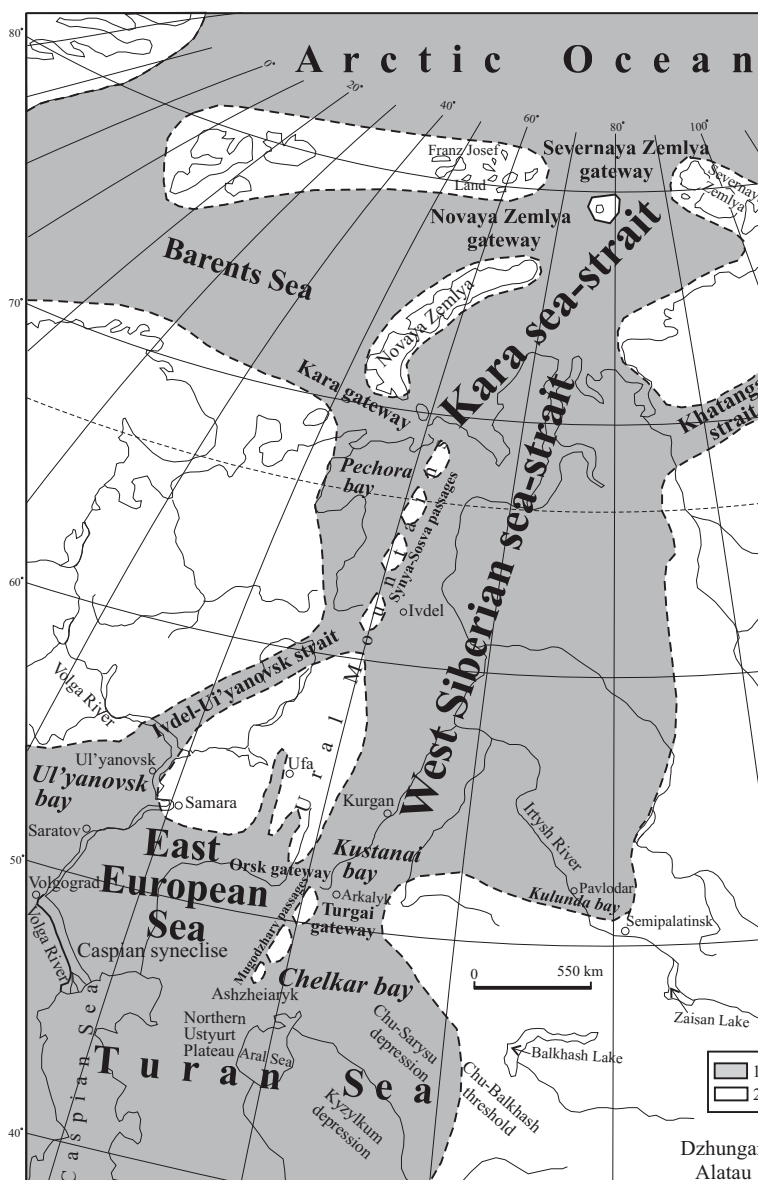 Arctic Ocean
80°
0°
20°
40°
60°
80°
100°
Severnaya Zemlya
gateway
Franz Josef
Land
Severnaya
Zemlya
Novaya Zemlya
gateway
Barents Sea
Kara sea-strait
70°
Novaya Zemlya
Kara gateway
Khatanga
strait
Pechora
bay
Ural Mountains
Synya-Sosva passages
West Siberian sea-strait
60°
Ivdel
Ivdel-Ui'yanovsk strait
Volga River
Ul'yanovsk
Ul'yanovsk
bay
Ufa
Samara
Kurgan
Saratov
East
European
Sea
Irtysh River
Kustanai
bay
50°
Orsk gateway
Volgograd
Arkalyk
Turgai
gateway
Pavlodar
Kulunda bay
Mugodzhary passages
Semipalatinsk
Volga River
Caspian syneclise
Chelkar bay
0
550 km
Ashzheiaryk
Zaisan Lake
Northern
Ustyurt
Plateau
Aral Sea
Chu-Sarysu
depression
Balkhash Lake
Caspian Sea
Turan Sea
Chu-Balkhash
threshold
Kyzylkum
depression
1
2
40°
Alatau